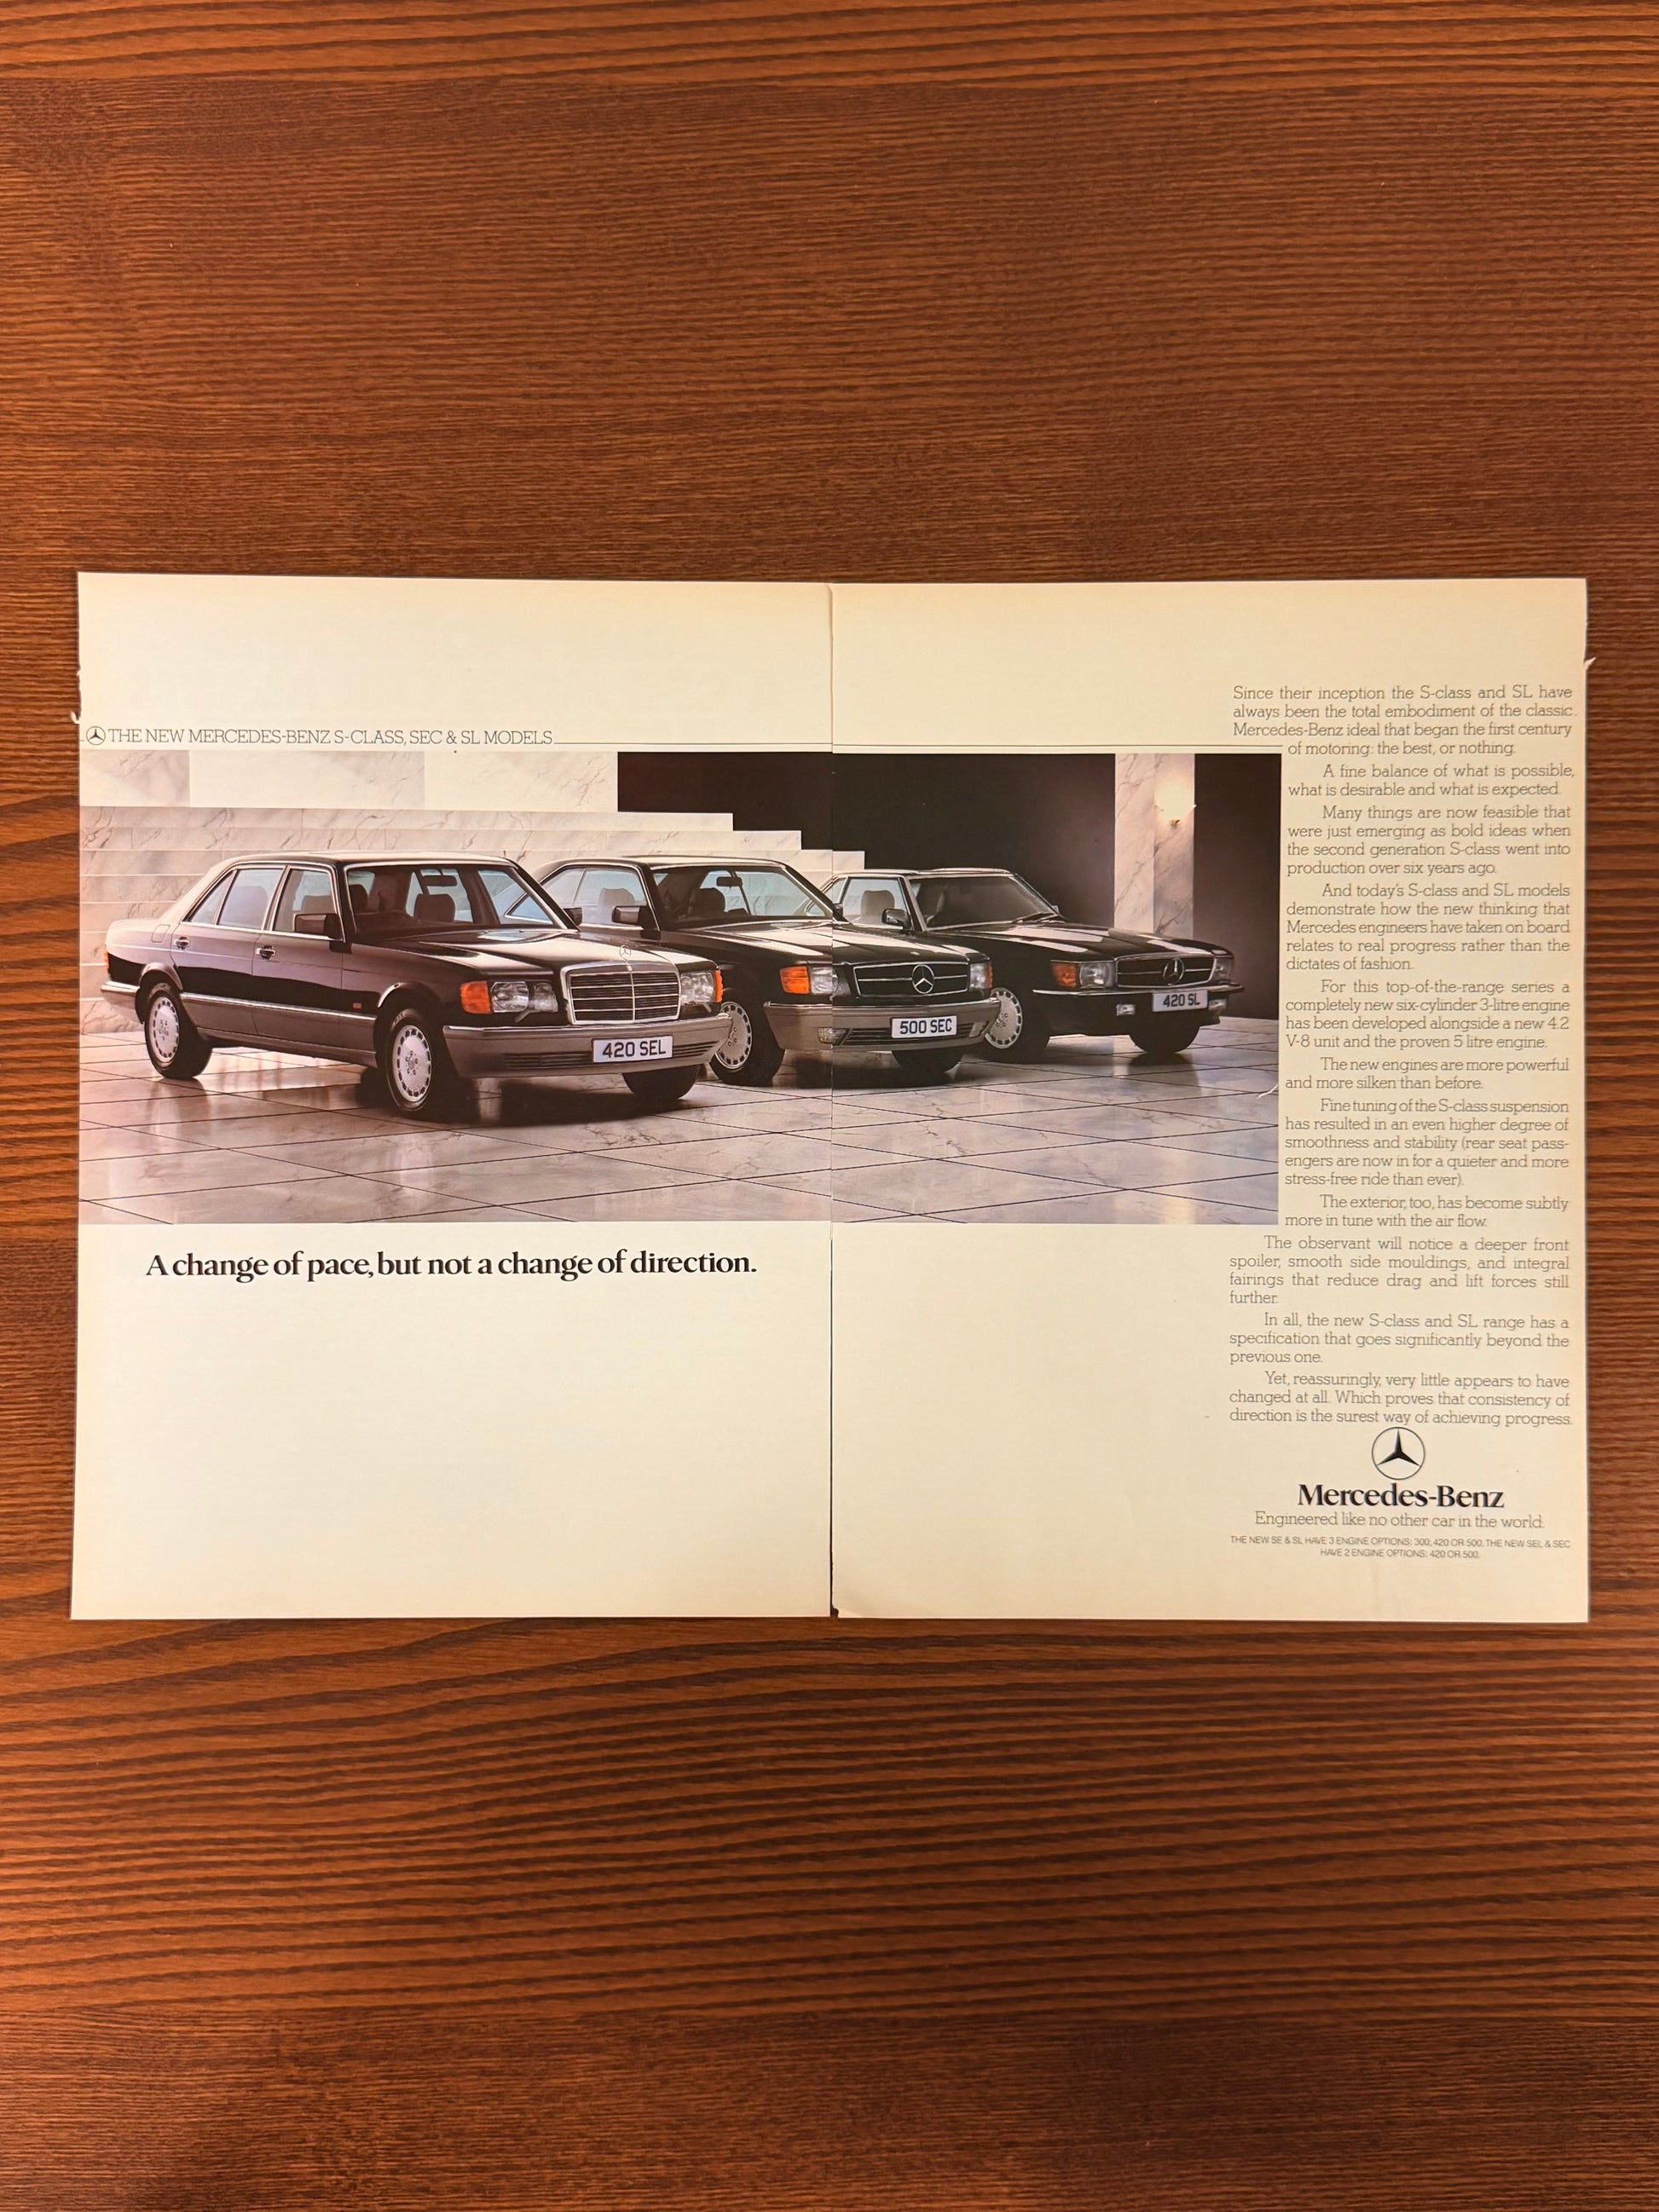 THE NEW MERCEDES-BENZ S-CLASS, SEC & SL MODELS
420 SEL
500 SEC
420 SL
A change of pace, but not a change of direction.
Since their inception the S-class and SL have
always been the total embodiment of the classic
Mercedes-Benz ideal that began the first century
of motoring: the best, or nothing.
A fine balance of what is possible,
what is desirable and what is expected.
Many things are now feasible that
were just emerging as bold ideas when
the second generation S-class went into
production over six years ago.
And today's S-class and SL models
demonstrate how the new thinking that
Mercedes engineers have taken on board
relates to real progress rather than the
dictates of fashion.
For this top-of-the-range series a
completely new six-cylinder 3-litre engine
has been developed alongside a new 4.2
V-8 unit and the proven 5 litre engine.
The new engines are more powerful
and more silken than before.
Fine tuning of the S-class suspension
has resulted in an even higher degree of
smoothness and stability (rear seat pass-
engers are now in for a quieter and more
stress-free ride than ever).
The exterior, too, has become subtly
more in tune with the air flow.
The observant will notice a deeper front
spoiler, smooth side mouldings, and integral
fairings that reduce drag and lift forces still
further.
In all, the new S-class and SL range has a
specification that goes significantly beyond the
previous one.
Yet, reassuringly, very little appears to have
changed at all. Which proves that consistency of
direction is the surest way of achieving progress.
Mercedes-Benz
Engineered like no other car in the world.
THE NEW SE & SL HAVE 3 ENGINE OPTIONS: 300, 420 OR 500. THE NEW SEL & SEC
HAVE 2 ENGINE OPTIONS: 420 OR 500.